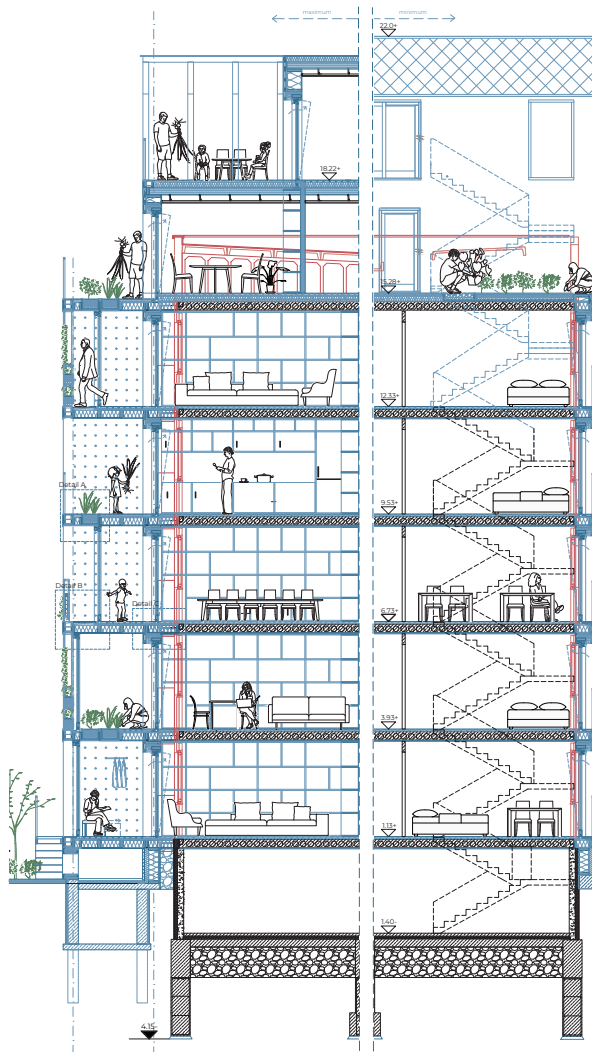 maximum
minimum
22.0+
18.22+
12.33+
Detail A
9.53+
Detail B
Detail C
6.73+
3.93+
1.13+
1.40-
4.15-